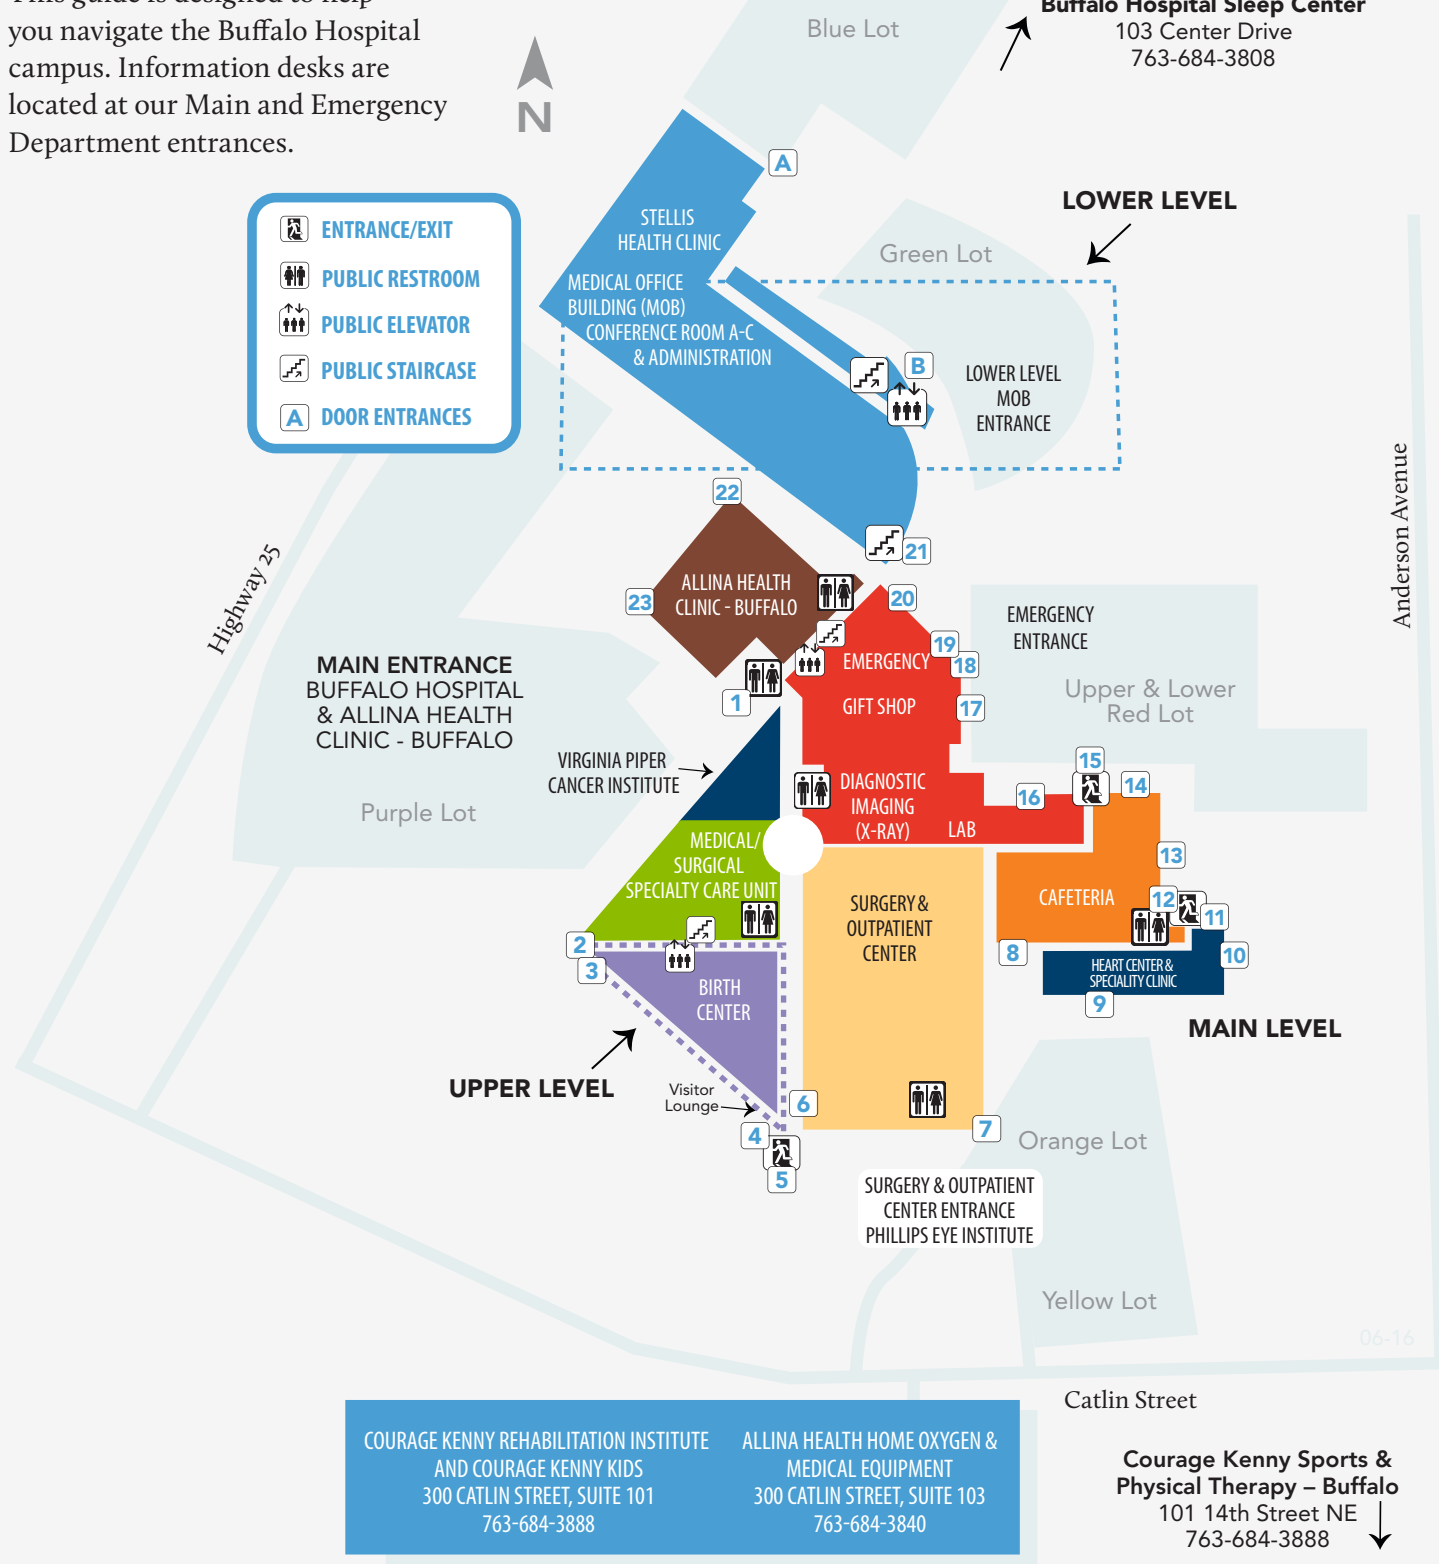 This guide is designed to help
you navigate the Buffalo Hospital
campus. Information desks are
located at our Main and Emergency
Department entrances.
N
Blue Lot
Buffalo Hospital Sleep Center
103 Center Drive
763-684-3808
ENTRANCE/EXIT
PUBLIC RESTROOM
PUBLIC ELEVATOR
PUBLIC STAIRCASE
A DOOR ENTRANCES
A
STELLIS
HEALTH CLINIC
MEDICAL OFFICE
BUILDING (MOB)
CONFERENCE ROOM A-C
& ADMINISTRATION
LOWER LEVEL
Green Lot
B
LOWER LEVEL
MOB
ENTRANCE
Anderson Avenue
Highway 25
22
21
23
ALLINA HEALTH
CLINIC - BUFFALO
20
19
18
17
EMERGENCY
GIFT SHOP
EMERGENCY
ENTRANCE
Upper & Lower
Red Lot
MAIN ENTRANCE
BUFFALO HOSPITAL
& ALLINA HEALTH
CLINIC - BUFFALO
1
VIRGINIA PIPER
CANCER INSTITUTE
Purple Lot
DIAGNOSTIC
IMAGING
(X-RAY)
LAB
16
15
14
13
MEDICAL/
SURGICAL
SPECIALTY CARE UNIT
SURGERY &
OUTPATIENT
CENTER
CAFETERIA
12
11
10
8
HEART CENTER &
SPECIALITY CLINIC
9
MAIN LEVEL
2
3
BIRTH
CENTER
UPPER LEVEL
Visitor
Lounge
6
4
5
7
Orange Lot
SURGERY & OUTPATIENT
CENTER ENTRANCE
PHILLIPS EYE INSTITUTE
Yellow Lot
06-16
Catlin Street
COURAGE KENNY REHABILITATION INSTITUTE
AND COURAGE KENNY KIDS
300 CATLIN STREET, SUITE 101
763-684-3888
ALLINA HEALTH HOME OXYGEN &
MEDICAL EQUIPMENT
300 CATLIN STREET, SUITE 103
763-684-3840
Courage Kenny Sports &
Physical Therapy – Buffalo
101 14th Street NE
763-684-3888